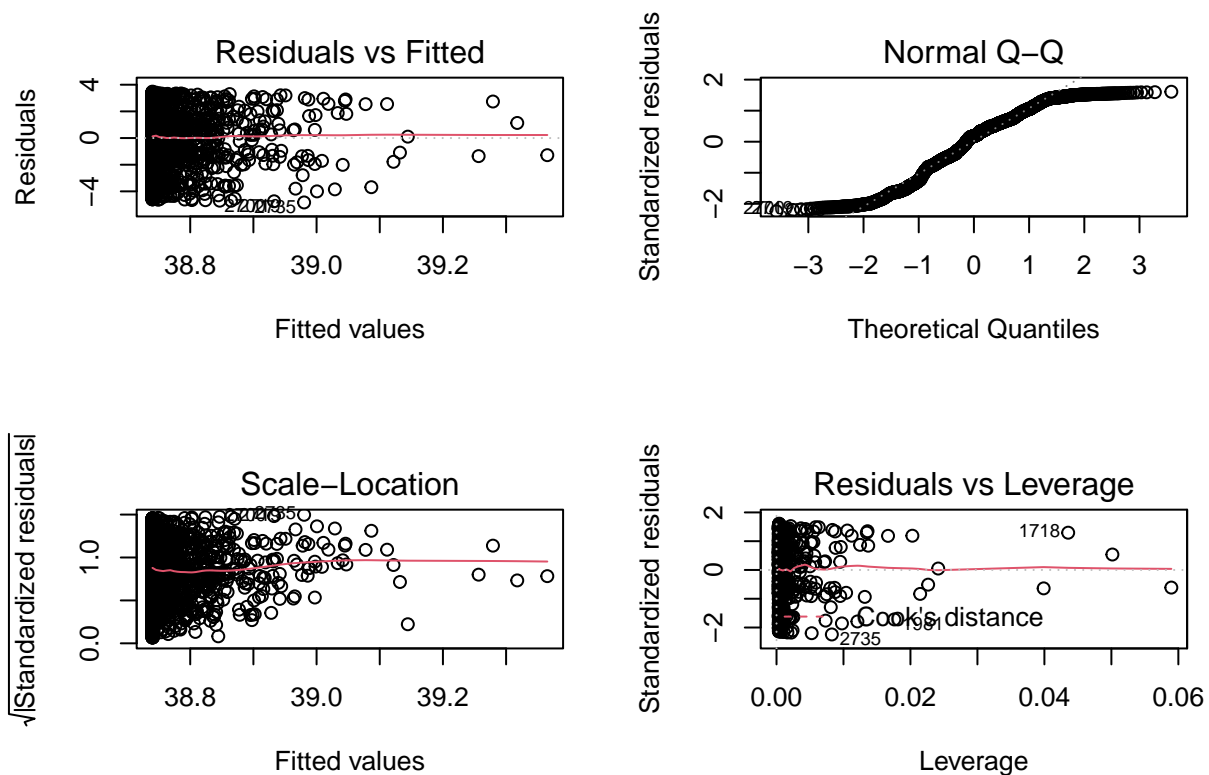 Residuals vs Fitted
Residuals
4
0
−4
2735
38.8
39.0
39.2
Fitted values
Normal Q−Q
Standardized residuals
2
0
−2
−3
−2
−1
0
1
2
3
Theoretical Quantiles
Scale−Location
√|Standardized residuals|
1.0
0.0
2735
38.8
39.0
39.2
Fitted values
Residuals vs Leverage
Standardized residuals
2
0
−2
1718
Cook's distance
1981
2735
0.00
0.02
0.04
0.06
Leverage